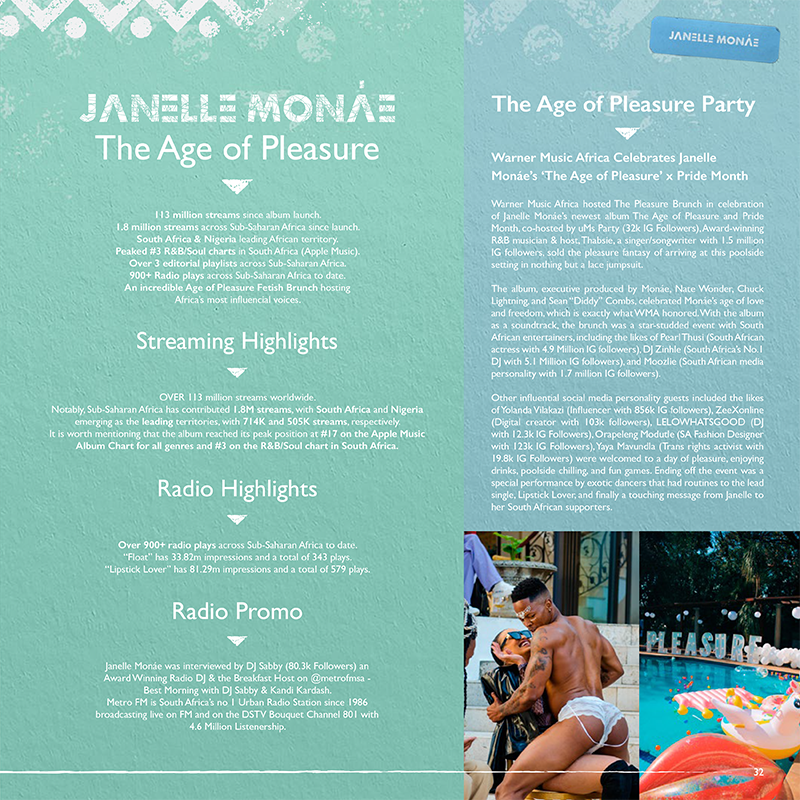 JANELLE MONÁE
The Age of Pleasure
113 million streams since album launch.
1.8 million streams across Sub-Saharan Africa since launch.
South Africa & Nigeria leading African territory.
Peaked #3 R&B/Soul charts in South Africa (Apple Music).
Over 3 editorial playlists across Sub-Saharan Africa.
900+ Radio plays across Sub-Saharan Africa to date.
An incredible Age of Pleasure Fetish Brunch hosting
Africa's most influencial voices.
Streaming Highlights
OVER 113 million streams worldwide.
Notably, Sub-Saharan Africa has contributed 1.8M streams, with South Africa and Nigeria
emerging as the leading territories, with 714K and 505K streams, respectively.
It is worth mentioning that the album reached its peak position at #17 on the Apple Music
Album Chart for all genres and #3 on the R&B/Soul chart in South Africa.
Radio Highlights
Over 900+ radio plays across Sub-Saharan Africa to date.
"Float" has 33.82m impressions and a total of 343 plays.
"Lipstick Lover" has 81.29m impressions and a total of 579 plays.
Radio Promo
Janelle Monáe was interviewed by DJ Sabby (80.3k Followers) an
Award Winning Radio DJ & the Breakfast Host on @metrofmsa -
Best Morning with DJ Sabby & Kandi Kardash.
Metro FM is South Africa's no 1 Urban Radio Station since 1986
broadcasting live on FM and on the DSTV Bouquet Channel 801 with
4.6 Million Listenership.
JANELLE MONÁE
The Age of Pleasure Party
Warner Music Africa Celebrates Janelle
Monáe's 'The Age of Pleasure' x Pride Month
Warner Music Africa hosted The Pleasure Brunch in celebration
of Janelle Monáe's newest album The Age of Pleasure and Pride
Month, co-hosted by uMs Party (32k IG Followers), Award-winning
R&B musician & host, Thabsie, a singer/songwriter with 1.5 million
IG followers, sold the pleasure fantasy of arriving at this poolside
setting in nothing but a lace jumpsuit.
The album, executive produced by Monáe, Nate Wonder, Chuck
Lightning, and Sean "Diddy" Combs, celebrated Monáe's age of love
and freedom, which is exactly what WMA honored. With the album
as a soundtrack, the brunch was a star-studded event with South
African entertainers, including the likes of Pearl Thusi (South African
actress with 4.9 Million IG followers), DJ Zinhle (South Africa's No.1
DJ with 5.1 Million IG followers), and Moozlie (South African media
personality with 1.7 million IG followers).
Other influential social media personality guests included the likes
of Yolanda Vilakazi (Influencer with 856k IG followers), ZeeXonline
(Digital creator with 103k followers), LELOWHATSGOOD (DJ
with 12.3k IG Followers), Orapeleng Modutle (SA Fashion Designer
with 123k IG Followers), Yaya Mavundla (Trans rights activist with
19.8k IG Followers) were welcomed to a day of pleasure, enjoying
drinks, poolside chilling, and fun games. Ending off the event was a
special performance by exotic dancers that had routines to the lead
single, Lipstick Lover, and finally a touching message from Janelle to
her South African supporters.
PLEASURE
32